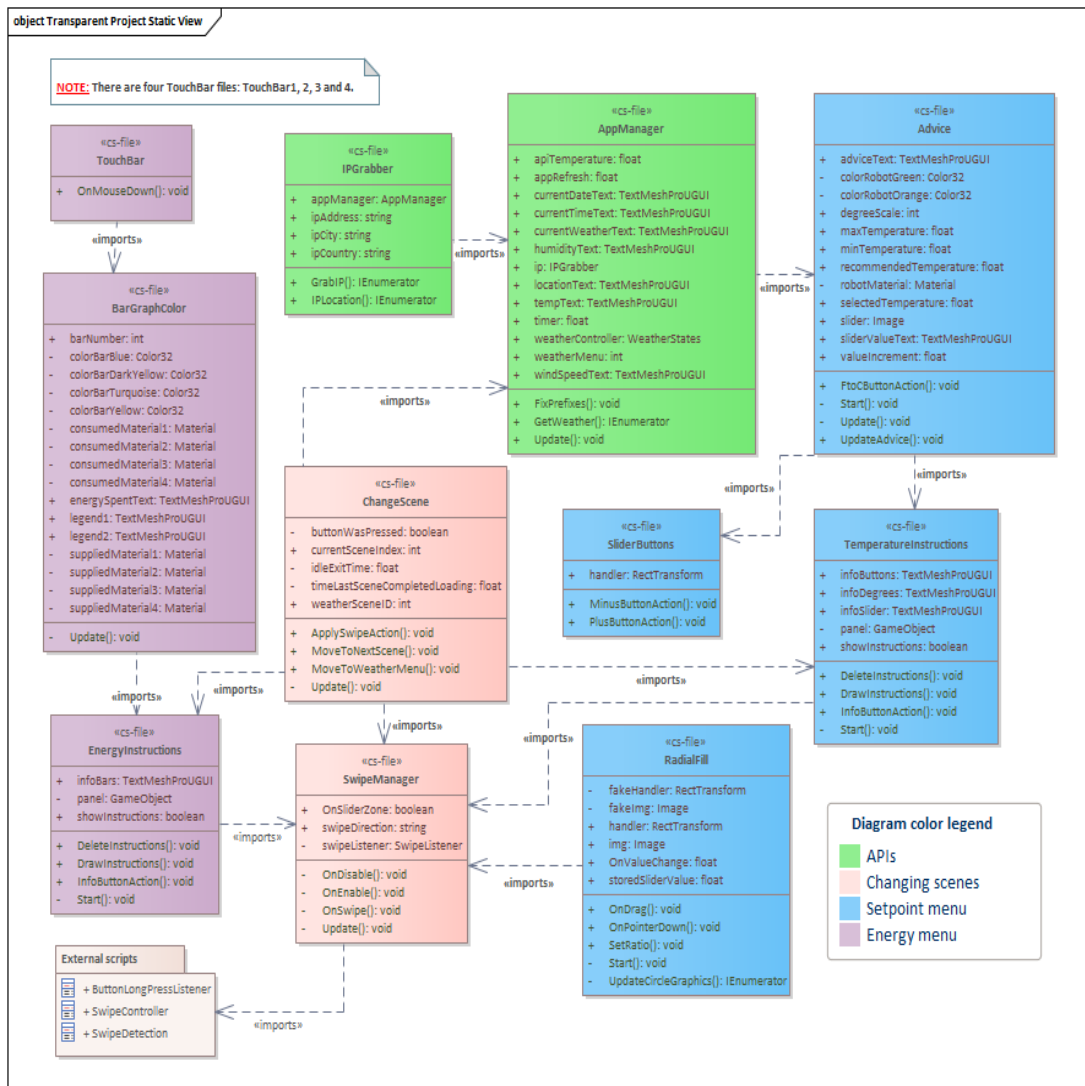 object Transparent Project Static View
NOTE: There are four TouchBar files: TouchBar1, 2, 3 and 4.
«cs-file»
TouchBar
+ OnMouseDown(): void
«imports»
«cs-file»
IPGrabber
+ appManager: AppManager
+ ipAddress: string
+ ipCity: string
+ ipCountry: string
+ GrabIP(): IEnumerator
+ IPLocation(): IEnumerator
«imports»
«cs-file»
AppManager
+ apiTemperature: float
+ appRefresh: float
+ currentDateText: TextMeshProUGUI
+ currentTimeText: TextMeshProUGUI
+ currentWeatherText: TextMeshProUGUI
+ humidityText: TextMeshProUGUI
+ ip: IPGrabber
+ locationText: TextMeshProUGUI
+ tempText: TextMeshProUGUI
+ timer: float
+ weatherController: WeatherStates
+ weatherMenu: int
+ windSpeedText: TextMeshProUGUI
+ FixPrefixes(): void
+ GetWeather(): IEnumerator
+ Update(): void
«imports»
«cs-file»
Advice
+ adviceText: TextMeshProUGUI
- colorRobotGreen: Color32
- colorRobotOrange: Color32
+ degreeScale: int
+ maxTemperature: float
+ minTemperature: float
+ recommendedTemperature: float
- robotMaterial: Material
+ selectedTemperature: float
+ slider: Image
+ sliderValueText: TextMeshProUGUI
+ valueIncrement: float
+ FtoCButtonAction(): void
- Start(): void
- Update(): void
+ UpdateAdvice(): void
«imports»
«imports»
«cs-file»
BarGraphColor
+ barNumber: int
- colorBarBlue: Color32
- colorBarDarkYellow: Color32
- colorBarTurquoise: Color32
- colorBarYellow: Color32
- consumedMaterial1: Material
- consumedMaterial2: Material
- consumedMaterial3: Material
- consumedMaterial4: Material
+ energySpentText: TextMeshProUGUI
+ legend1: TextMeshProUGUI
+ legend2: TextMeshProUGUI
- suppliedMaterial1: Material
- suppliedMaterial2: Material
- suppliedMaterial3: Material
- suppliedMaterial4: Material
- Update(): void
«imports»
«imports»
«cs-file»
ChangeScene
- buttonWasPressed: boolean
+ currentSceneIndex: int
- idleExitTime: float
- timeLastSceneCompletedLoading: float
+ weatherSceneID: int
+ ApplySwipeAction(): void
+ MoveToNextScene(): void
+ MoveToWeatherMenu(): void
- Update(): void
«imports»
«imports»
«imports»
«cs-file»
SliderButtons
+ handler: RectTransform
+ MinusButtonAction(): void
+ PlusButtonAction(): void
«cs-file»
TemperatureInstructions
+ infoButtons: TextMeshProUGUI
+ infoDegrees: TextMeshProUGUI
+ infoSlider: TextMeshProUGUI
- panel: GameObject
+ showInstructions: boolean
+ DeleteInstructions(): void
+ DrawInstructions(): void
+ InfoButtonAction(): void
- Start(): void
«imports»
«cs-file»
EnergyInstructions
+ infoBars: TextMeshProUGUI
- panel: GameObject
+ showInstructions: boolean
+ DeleteInstructions(): void
+ DrawInstructions(): void
+ InfoButtonAction(): void
- Start(): void
«imports»
«cs-file»
SwipeManager
+ OnSliderZone: boolean
+ swipeDirection: string
- swipeListener: SwipeListener
- OnDisable(): void
- OnEnable(): void
- OnSwipe(): void
- Update(): void
«imports»
«cs-file»
RadialFill
- fakeHandler: RectTransform
- fakeImg: Image
+ handler: RectTransform
+ img: Image
+ OnValueChange: float
+ storedSliderValue: float
+ OnDrag(): void
+ OnPointerDown(): void
+ SetRatio(): void
- Start(): void
- UpdateCircleGraphics(): IEnumerator
«imports»
External scripts
+ ButtonLongPressListener
+ SwipeController
+ SwipeDetection
Diagram color legend
APIs
Changing scenes
Setpoint menu
Energy menu